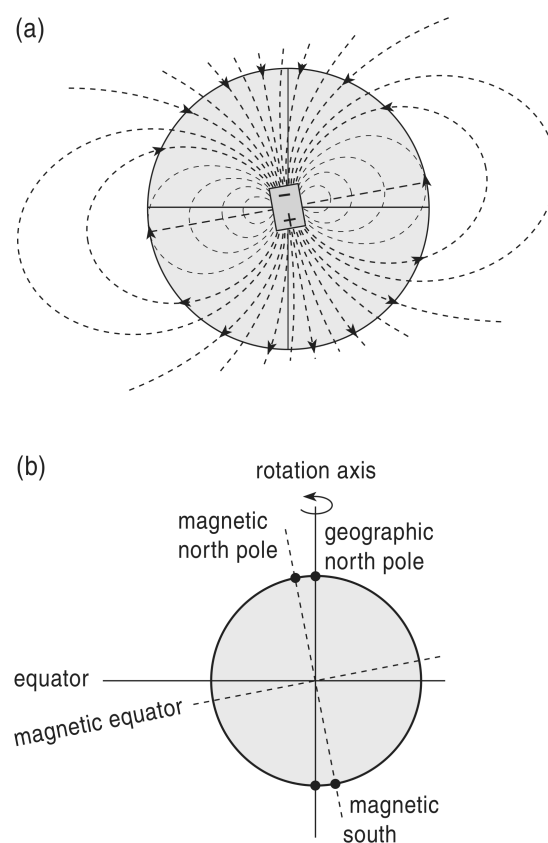 (a)
−
+
(b)
rotation axis
magnetic
north pole
geographic
north pole
equator
magnetic equator
magnetic
south